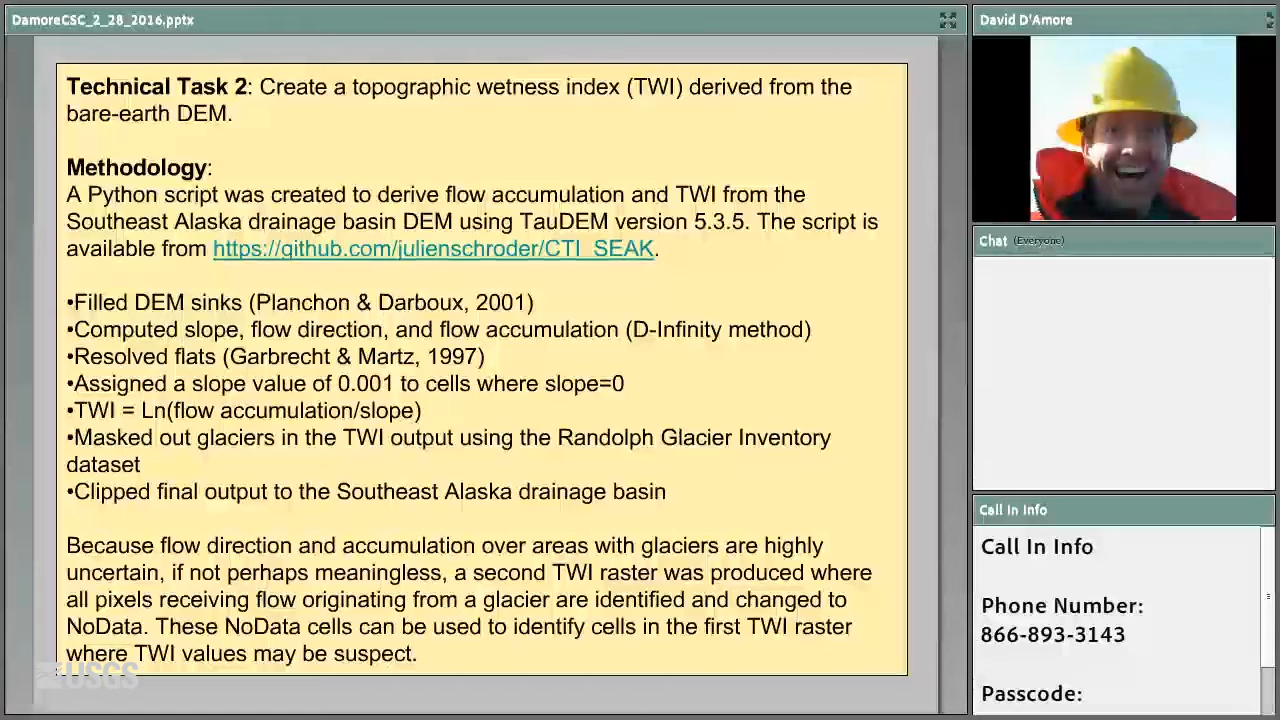 DamoreCSC_2_28_2016.pptx
Technical Task 2: Create a topographic wetness index (TWI) derived from the
bare-earth DEM.
Methodology:
A Python script was created to derive flow accumulation and TWI from the
Southeast Alaska drainage basin DEM using TauDEM version 5.3.5. The script is
available from https://github.com/julienschroder/CTI_SEAK.
•Filled DEM sinks (Planchon & Darboux, 2001)
•Computed slope, flow direction, and flow accumulation (D-Infinity method)
•Resolved flats (Garbrecht & Martz, 1997)
•Assigned a slope value of 0.001 to cells where slope=0
•TWI = Ln(flow accumulation/slope)
•Masked out glaciers in the TWI output using the Randolph Glacier Inventory
dataset
•Clipped final output to the Southeast Alaska drainage basin
Because flow direction and accumulation over areas with glaciers are highly
uncertain, if not perhaps meaningless, a second TWI raster was produced where
all pixels receiving flow originating from a glacier are identified and changed to
NoData. These NoData cells can be used to identify cells in the first TWI raster
where TWI values may be suspect.
USGS
David D'Amore
Chat (Everyone)
Call In Info
Call In Info
Phone Number:
866-893-3143
Passcode: